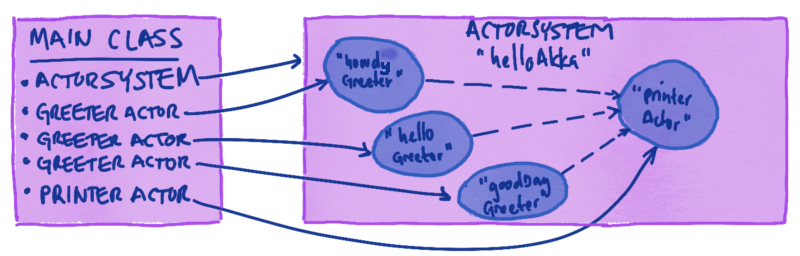 MAIN CLASS
• ACTORSYSTEM
• GREETER ACTOR
• GREETER ACTOR
• GREETER ACTOR
• PRINTER ACTOR
ACTORSYSTEM
"helloAkka"
"howdy
Greeter"
"hello
Greeter"
"goodDay
Greeter"
"printer
Actor"